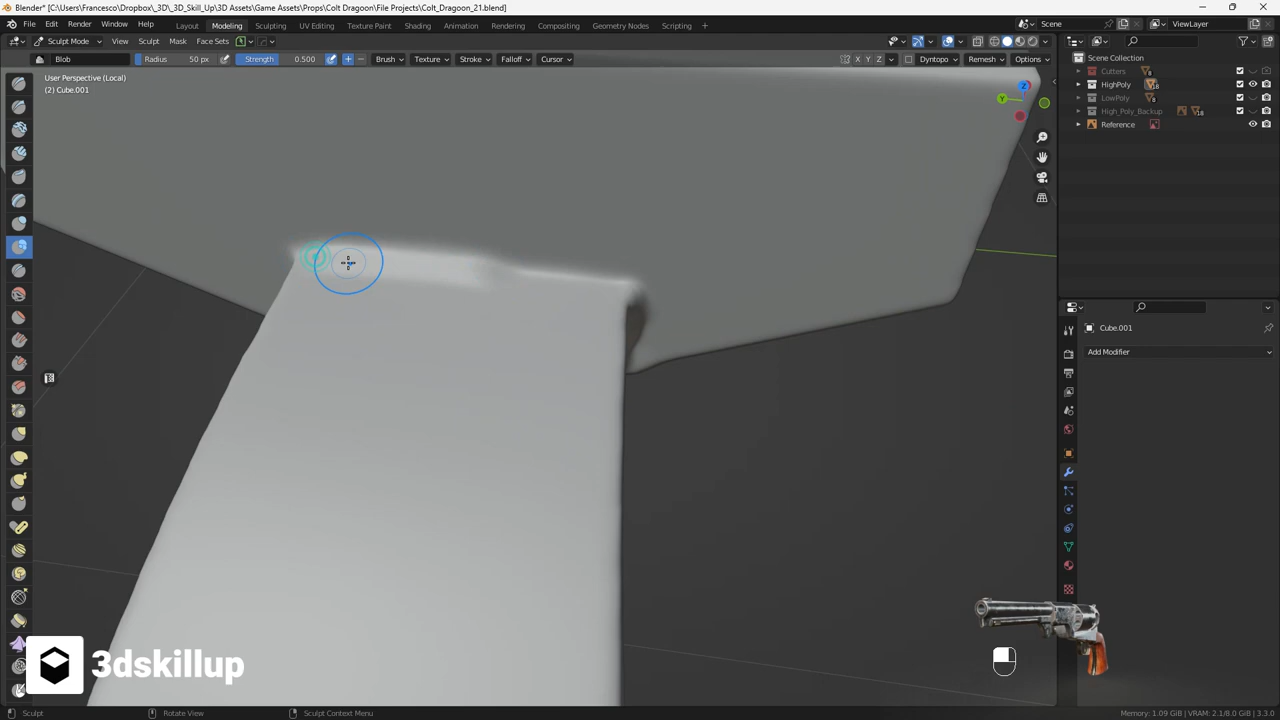 Blender* [C:\Users\Francesco\Dropbox\_3D\_3D_Skill_Up\3D Assets\Game Assets\Props\Colt Dragoon\File Projects\Colt_Dragoon_21.blend]
File Edit Render Window Help Layout Modeling Sculpting UV Editing Texture Paint Shading Animation Rendering Compositing Geometry Nodes Scripting + Scene ViewLayer
Sculpt Mode View Sculpt Mask Face Sets
Blob Radius 50 px Strength 0.500 Brush Texture Stroke Falloff Cursor X Y Z Dyntopo Remesh Options
User Perspective (Local)
(2) Cube.001
Z
Y
Scene Collection
Cutters
HighPoly
LowPoly
High_Poly_Backup
Reference
Cube.001
Add Modifier
3dskillup
Sculpt Rotate View Sculpt Context Menu Memory: 1.09 GiB | VRAM: 2.1/8.0 GiB | 3.3.0